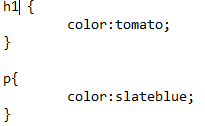 h1 {
        color:tomato;
}

p{
        color:slateblue;
}